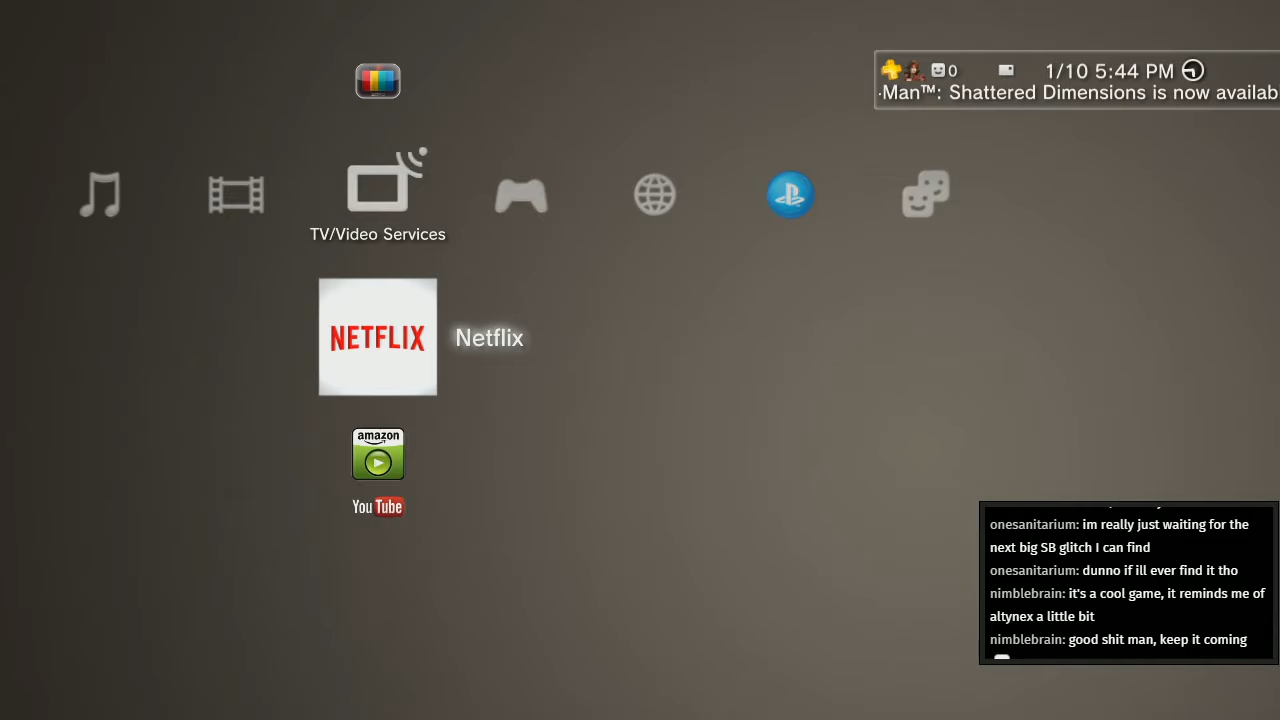 0 1/10 5:44 PM
·Man™: Shattered Dimensions is now availab
TV/Video Services
NETFLIX
Netflix
amazon
YouTube
onesanitarium: im really just waiting for the
next big SB glitch I can find
onesanitarium: dunno if ill ever find it tho
nimblebrain: it's a cool game, it reminds me of
altynex a little bit
nimblebrain: good shit man, keep it coming